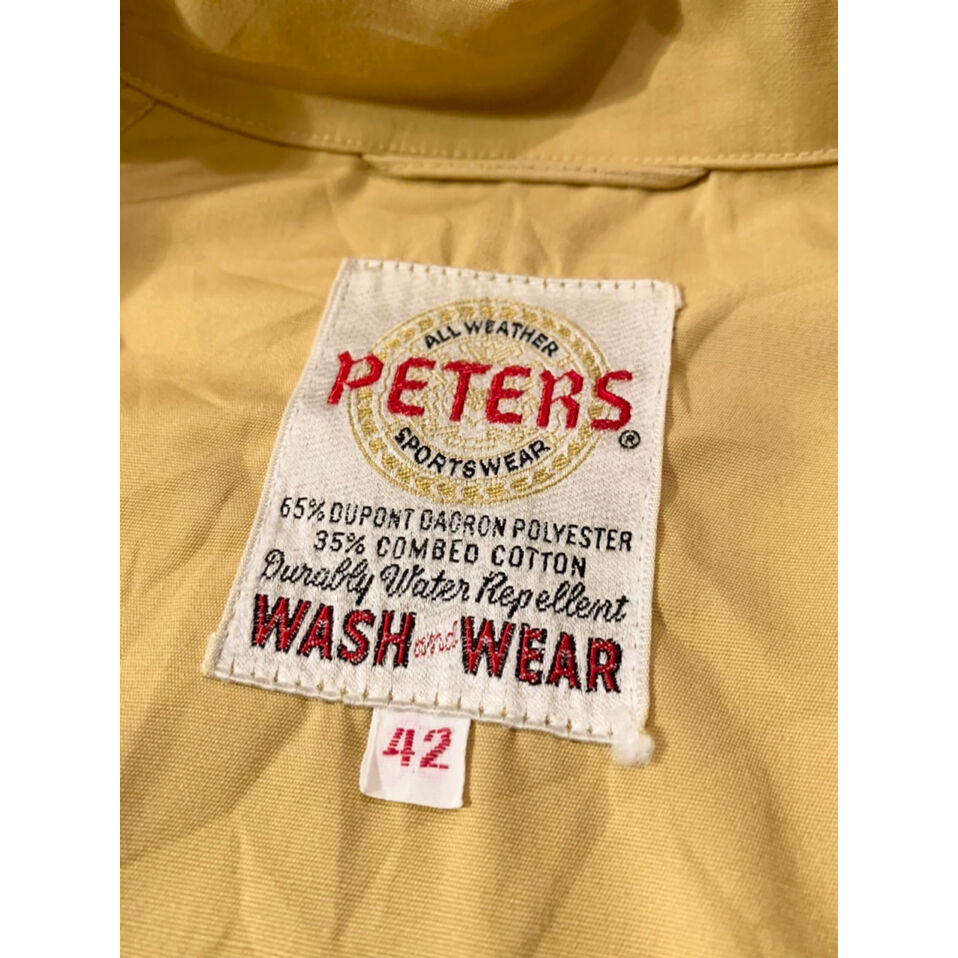 ALL WEATHER
PETERS®
SPORTSWEAR
65% DUPONT DACRON POLYESTER
35% COMBED COTTON
Durably Water Repellent
WASH and WEAR
42